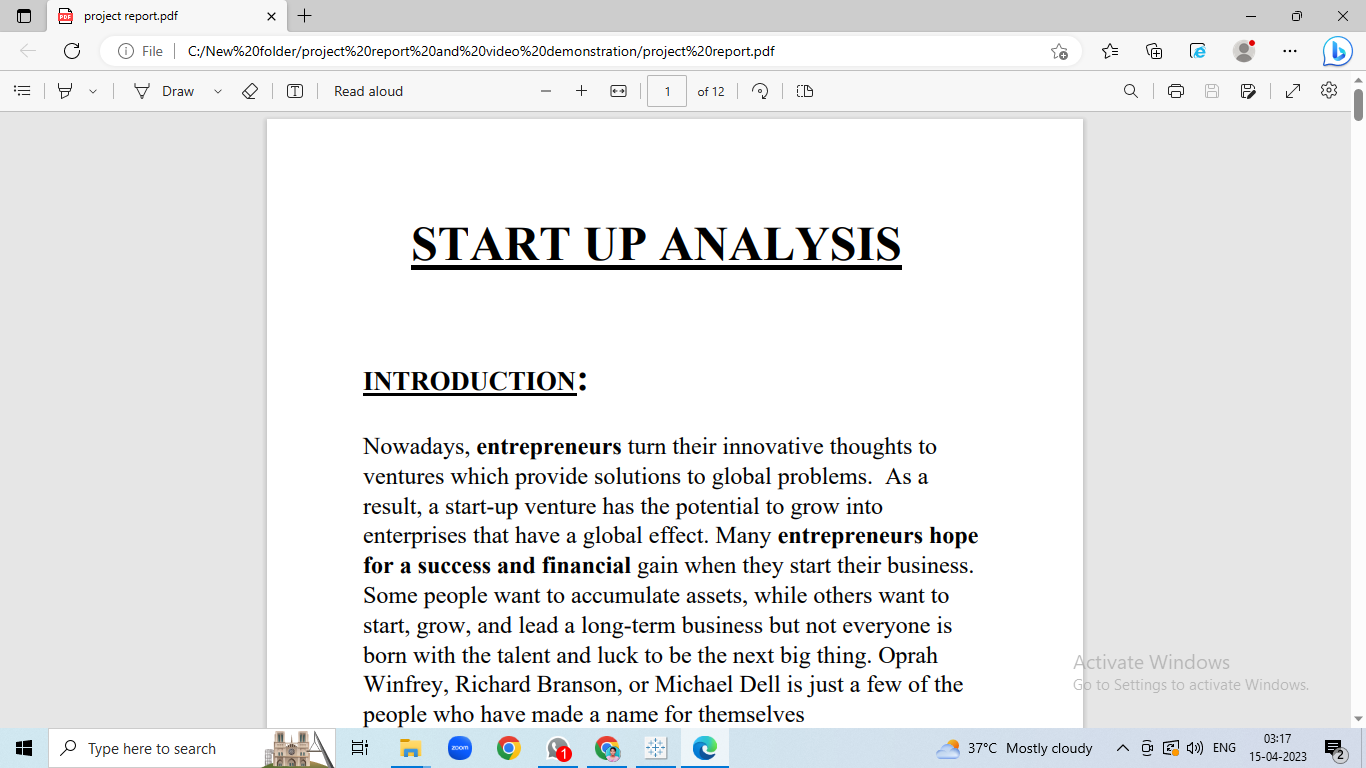 project report.pdf
File
C:/New%20folder/project%20report%20and%20video%20demonstration/project%20report.pdf
Draw
Read aloud
1 of 12
START UP ANALYSIS
INTRODUCTION:
Nowadays, entrepreneurs turn their innovative thoughts to
ventures which provide solutions to global problems.  As a
result, a start-up venture has the potential to grow into
enterprises that have a global effect. Many entrepreneurs hope
for a success and financial gain when they start their business.
Some people want to accumulate assets, while others want to
start, grow, and lead a long-term business but not everyone is
born with the talent and luck to be the next big thing. Oprah
Winfrey, Richard Branson, or Michael Dell is just a few of the
people who have made a name for themselves
Activate Windows
Go to Settings to activate Windows.
Type here to search
zoom
1
37°C Mostly cloudy
ENG
03:17
15-04-2023
2